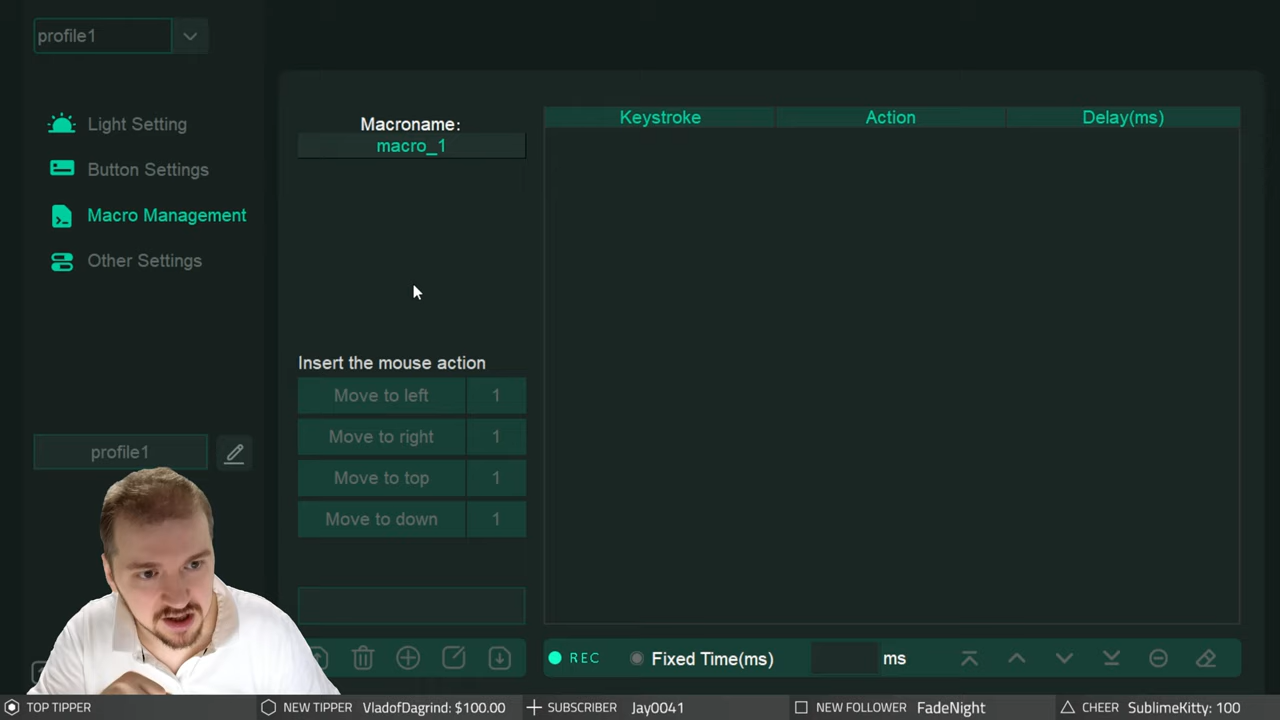 profile1
Light Setting
Button Settings
Macro Management
Other Settings
profile1
Macroname:
macro_1
Insert the mouse action
Move to left 1
Move to right 1
Move to top 1
Move to down 1
Keystroke Action Delay(ms)
REC Fixed Time(ms) ms
TOP TIPPER NEW TIPPER VladofDagrind: $100.00 SUBSCRIBER Jay0041 NEW FOLLOWER FadeNight CHEER SublimeKitty: 100